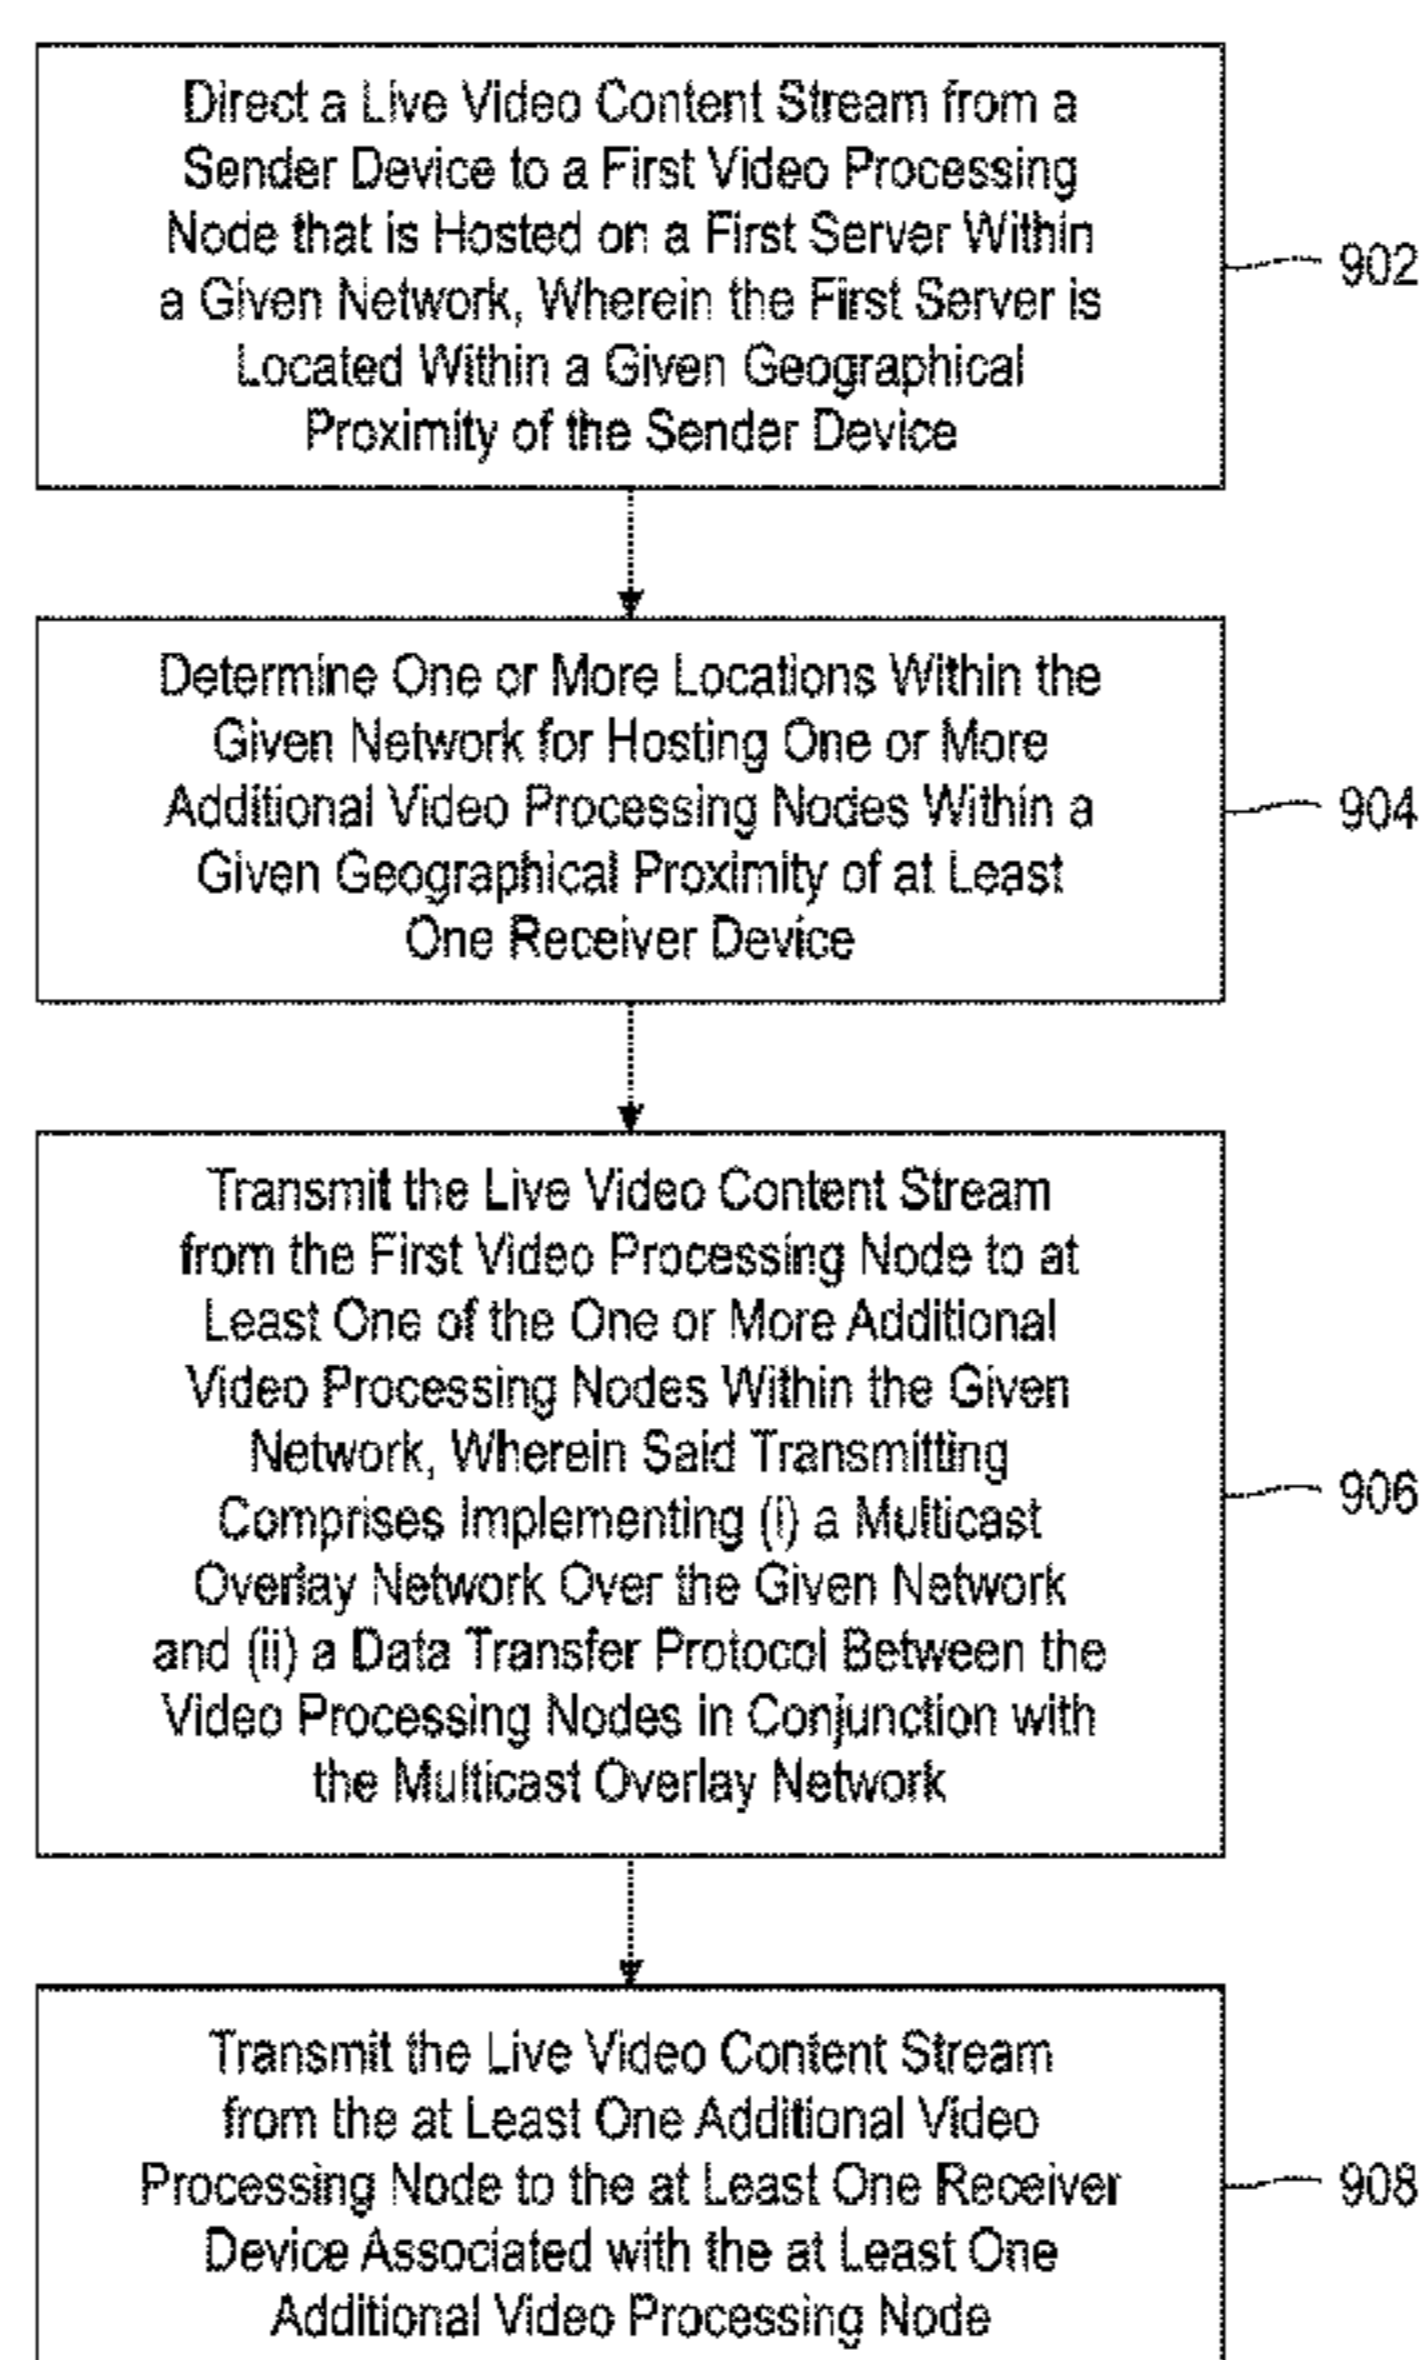 Direct a Live Video Content Stream from a
Sender Device to a First Video Processing
Node that is Hosted on a First Server Within
a Given Network, Wherein the First Server is
Located Within a Given Geographical
Proximity of the Sender Device
902
Determine One or More Locations Within the
Given Network for Hosting One or More
Additional Video Processing Nodes Within a
Given Geographical Proximity of at Least
One Receiver Device
904
Transmit the Live Video Content Stream
from the First Video Processing Node to at
Least One of the One or More Additional
Video Processing Nodes Within the Given
Network, Wherein Said Transmitting
Comprises Implementing (i) a Multicast
Overlay Network Over the Given Network
and (ii) a Data Transfer Protocol Between the
Video Processing Nodes in Conjunction with
the Multicast Overlay Network
906
Transmit the Live Video Content Stream
from the at Least One Additional Video
Processing Node to the at Least One Receiver
Device Associated with the at Least One
Additional Video Processing Node
908